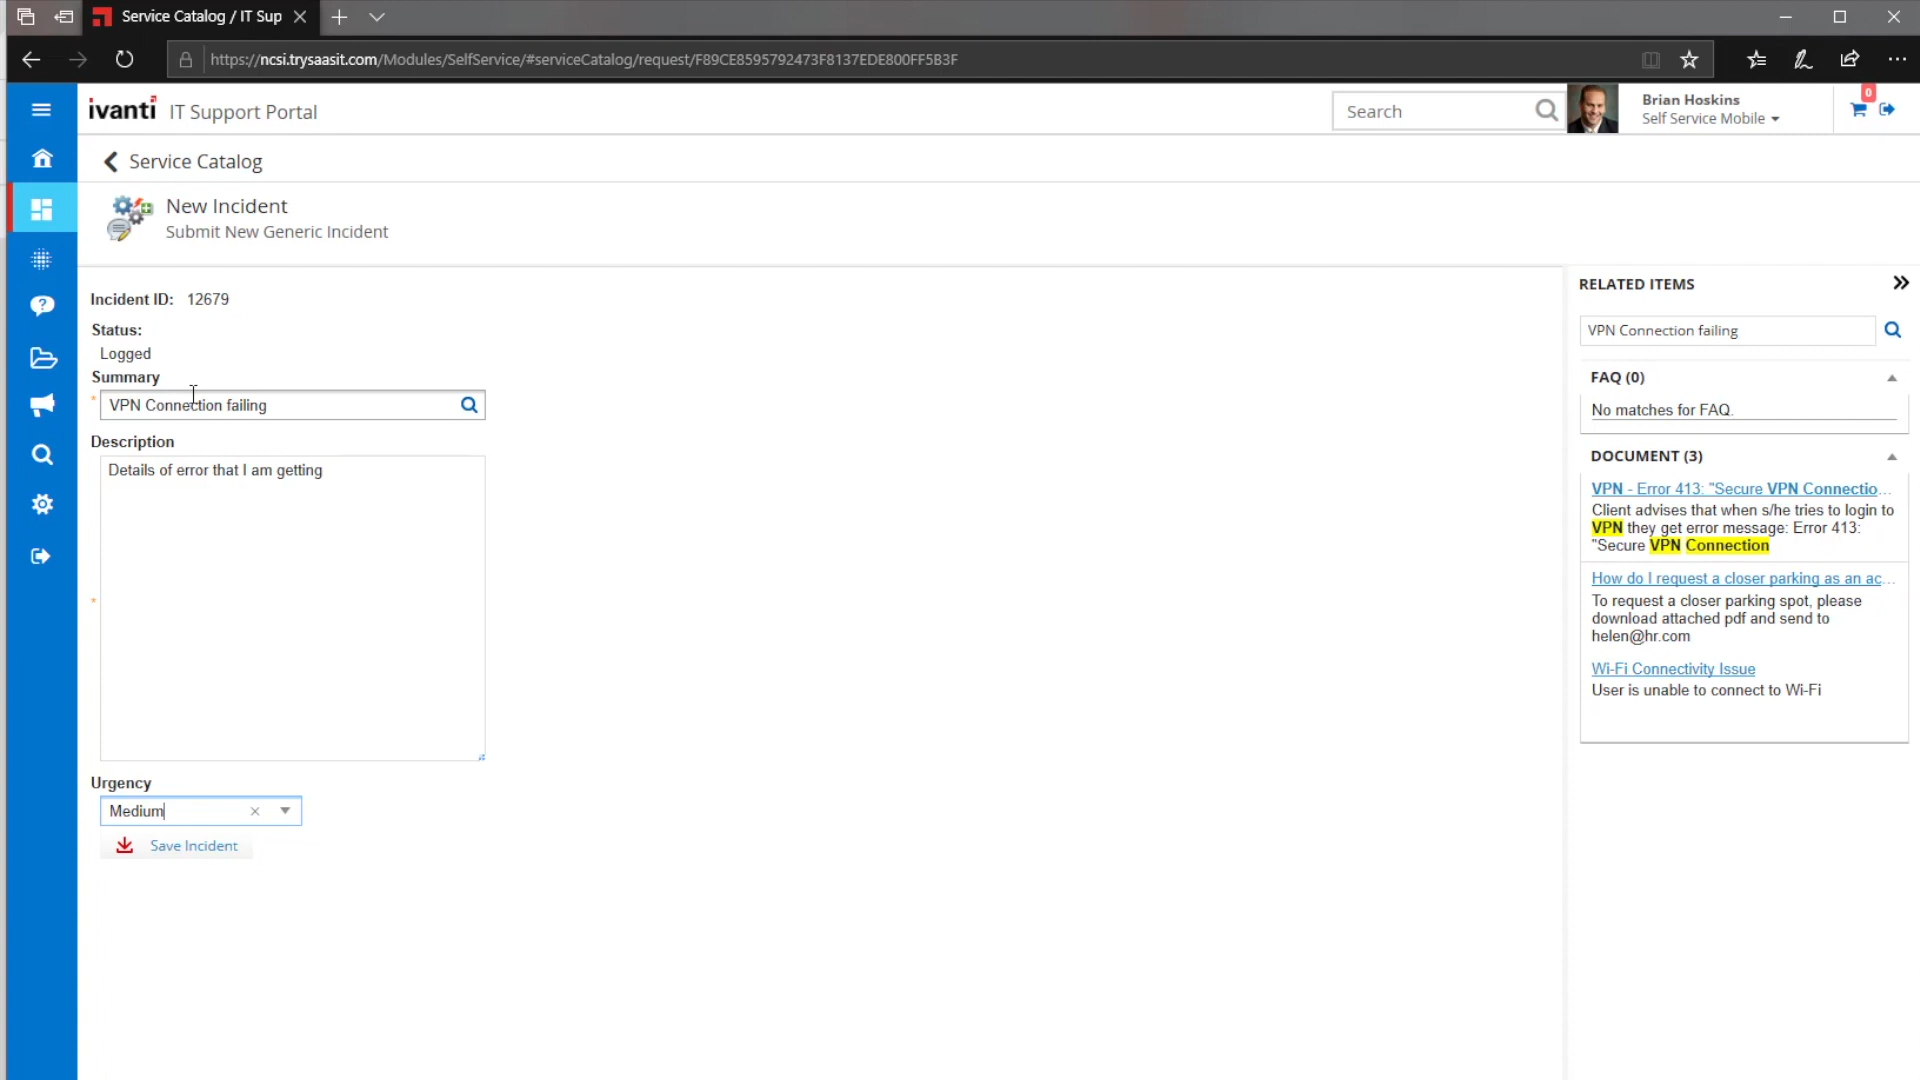 Service Catalog / IT Sup
https://ncsi.trysaasit.com/Modules/SelfService/#serviceCatalog/request/F89CE8595792473F8137EDE800FF5B3F
ivanti IT Support Portal
Search
Brian Hoskins
Self Service Mobile
0
Service Catalog
New Incident
Submit New Generic Incident
Incident ID: 12679
Status:
Logged
Summary
* VPN Connection failing
Description
Details of error that I am getting
*
Urgency
Medium
Save Incident
RELATED ITEMS
VPN Connection failing
FAQ (0)
No matches for FAQ.
DOCUMENT (3)
VPN - Error 413: "Secure VPN Connectio...
Client advises that when s/he tries to login to
VPN they get error message: Error 413:
"Secure VPN Connection
How do I request a closer parking as an ac...
To request a closer parking spot, please
download attached pdf and send to
helen@hr.com
Wi-Fi Connectivity Issue
User is unable to connect to Wi-Fi